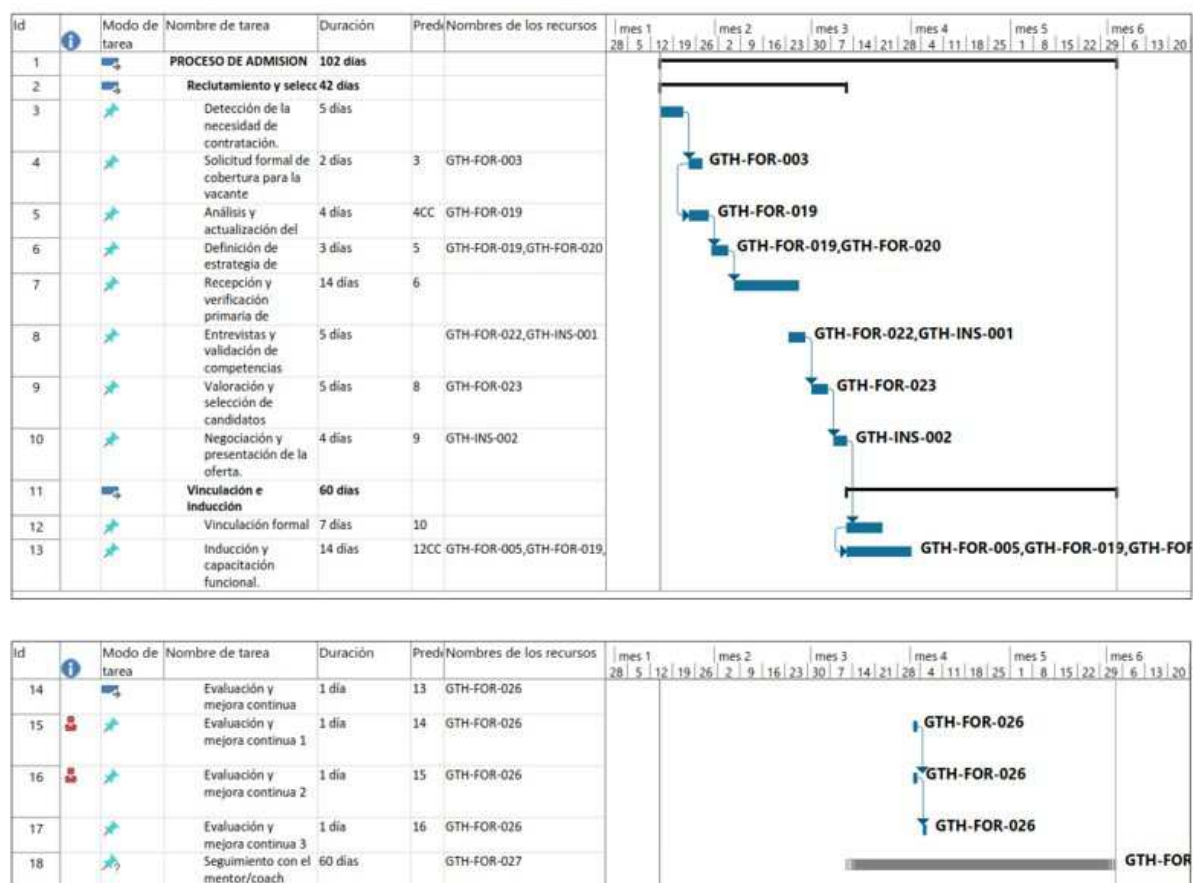 Id Modo de tarea Nombre de tarea Duración Prede Nombres de los recursos mes 1 mes 2 mes 3 mes 4 mes 5 mes 6
28 5 12 19 26 2 9 16 23 30 7 14 21 28 4 11 18 25 1 8 15 22 29 6 13 20
1 PROCESO DE ADMISION 102 días
2 Reclutamiento y selecc 42 días
3 Detección de la 5 días
necesidad de
contratación.
4 Solicitud formal de 2 días 3 GTH-FOR-003 GTH-FOR-003
cobertura para la
vacante
5 Análisis y 4 días 4CC GTH-FOR-019 GTH-FOR-019
actualización del
6 Definición de 3 días 5 GTH-FOR-019,GTH-FOR-020 GTH-FOR-019,GTH-FOR-020
estrategia de
7 Recepción y 14 días 6
verificación
primaria de
8 Entrevistas y 5 días GTH-FOR-022,GTH-INS-001 GTH-FOR-022,GTH-INS-001
validación de
competencias
9 Valoración y 5 días 8 GTH-FOR-023 GTH-FOR-023
selección de
candidatos
10 Negociación y 4 días 9 GTH-INS-002 GTH-INS-002
presentación de la
oferta.
11 Vinculación e 60 días
inducción
12 Vinculación formal 7 días 10
13 Inducción y 14 días 12CC GTH-FOR-005,GTH-FOR-019, GTH-FOR-005,GTH-FOR-019,GTH-FOR
capacitación
funcional.
Id Modo de tarea Nombre de tarea Duración Prede Nombres de los recursos mes 1 mes 2 mes 3 mes 4 mes 5 mes 6
28 5 12 19 26 2 9 16 23 30 7 14 21 28 4 11 18 25 1 8 15 22 29 6 13 20
14 Evaluación y 1 día 13 GTH-FOR-026
mejora continua
15 Evaluación y 1 día 14 GTH-FOR-026 GTH-FOR-026
mejora continua 1
16 Evaluación y 1 día 15 GTH-FOR-026 GTH-FOR-026
mejora continua 2
17 Evaluación y 1 día 16 GTH-FOR-026 GTH-FOR-026
mejora continua 3
18 Seguimiento con el 60 días GTH-FOR-027 GTH-FOR
mentor/coach